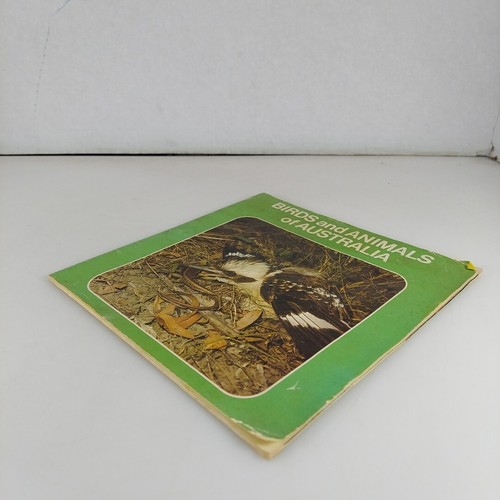 BIRDS and ANIMALS
of AUSTRALIA